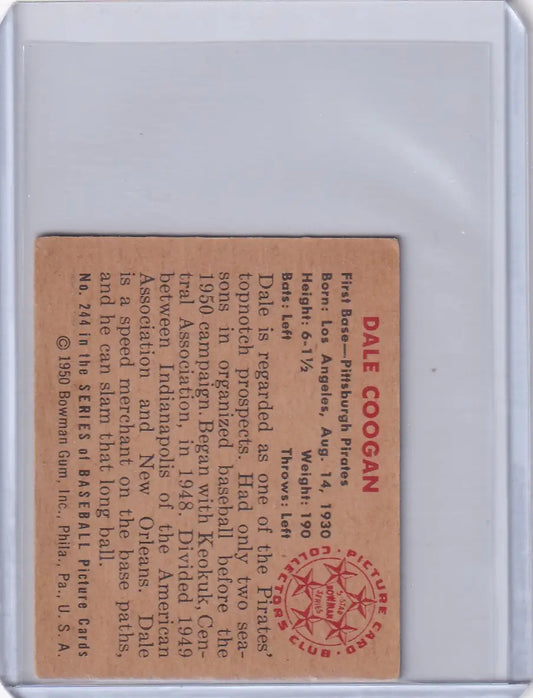 DALE COOGAN
First Base—Pittsburgh Pirates
Born: Los Angeles, Aug. 14, 1930
Height: 6-1½ Weight: 190
Bats: Left Throws: Left
Dale is regarded as one of the Pirates'
topnotch prospects. Had only two sea-
sons in organized baseball before the
1950 campaign. Began with Keokuk, Cen-
tral Association, in 1948. Divided 1949
between Indianapolis of the American
Association and New Orleans. Dale
is a speed merchant on the base paths,
and he can slam that long ball.
No. 244 in the SERIES of BASEBALL Picture Cards
© 1950 Bowman Gum, Inc., Phila., Pa., U. S. A.
PICTURE CARD
COLLECTORS CLUB
5-STAR
BOWMAN
SERIES